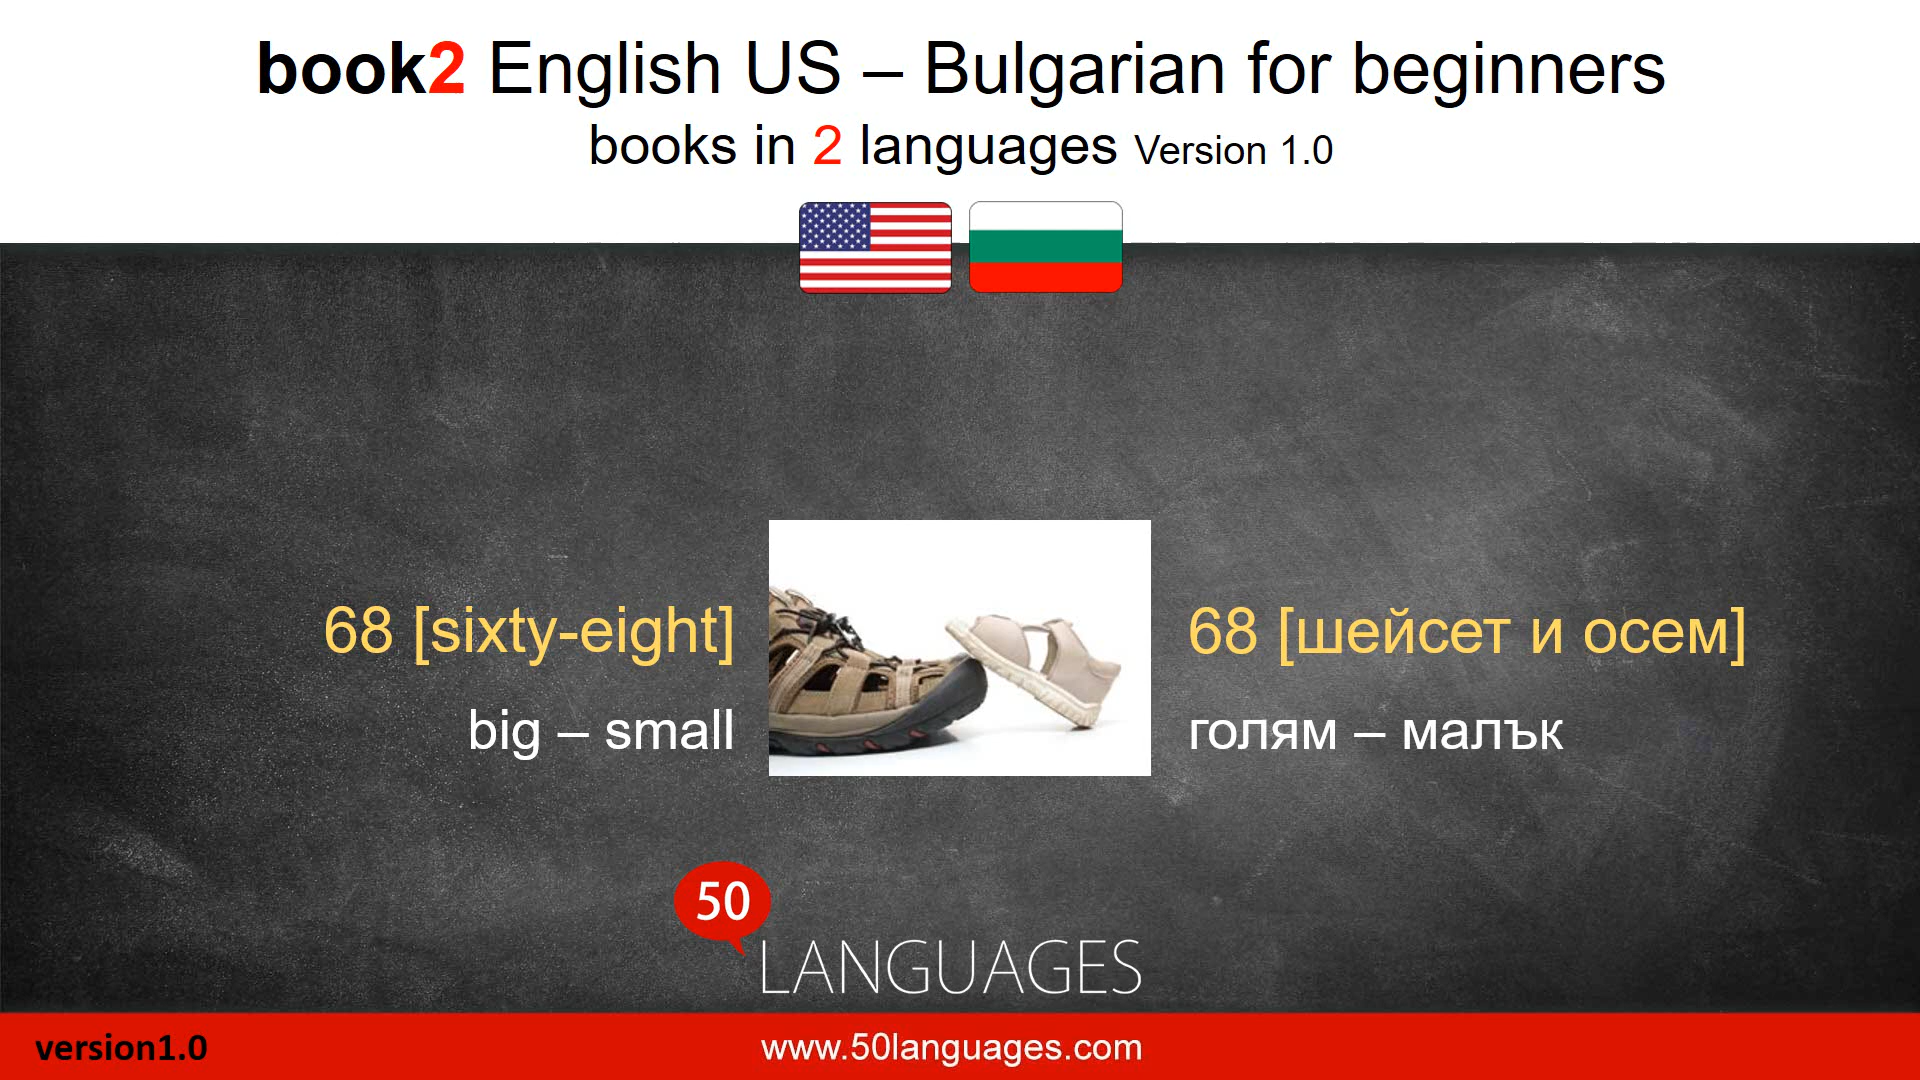 book2 English US – Bulgarian for beginners
books in 2 languages Version 1.0
68 [sixty-eight]
big – small
68 [шейсет и осем]
голям – малък
50
LANGUAGES
version1.0
www.50languages.com